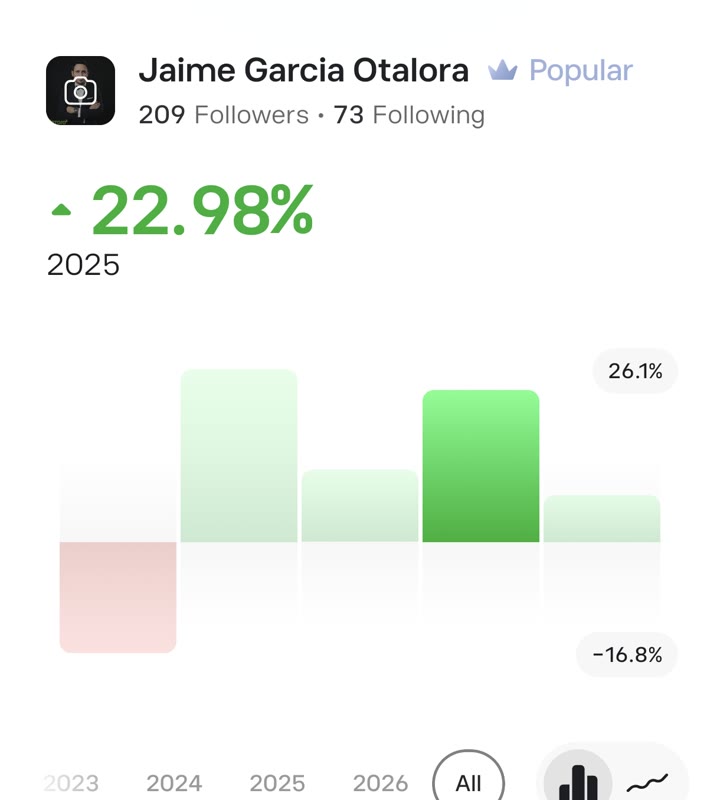 Jaime Garcia Otalora Popular
209 Followers • 73 Following
22.98%
2025
26.1%
−16.8%
2023 2024 2025 2026 All